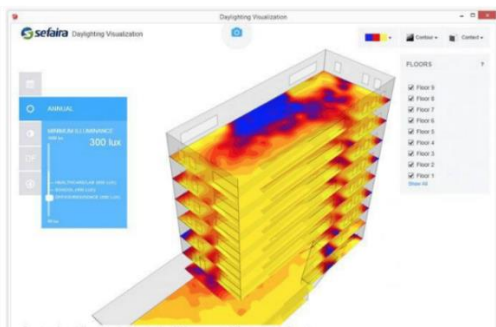 Daylighting Visualization
sefaira Daylighting Visualization
Contour
Context
FLOORS ?
ANNUAL
MINIMUM ILLUMINANCE
300 lux
Floor 9
Floor 8
Floor 7
Floor 6
Floor 5
Floor 4
Floor 3
Floor 2
Floor 1
Show All